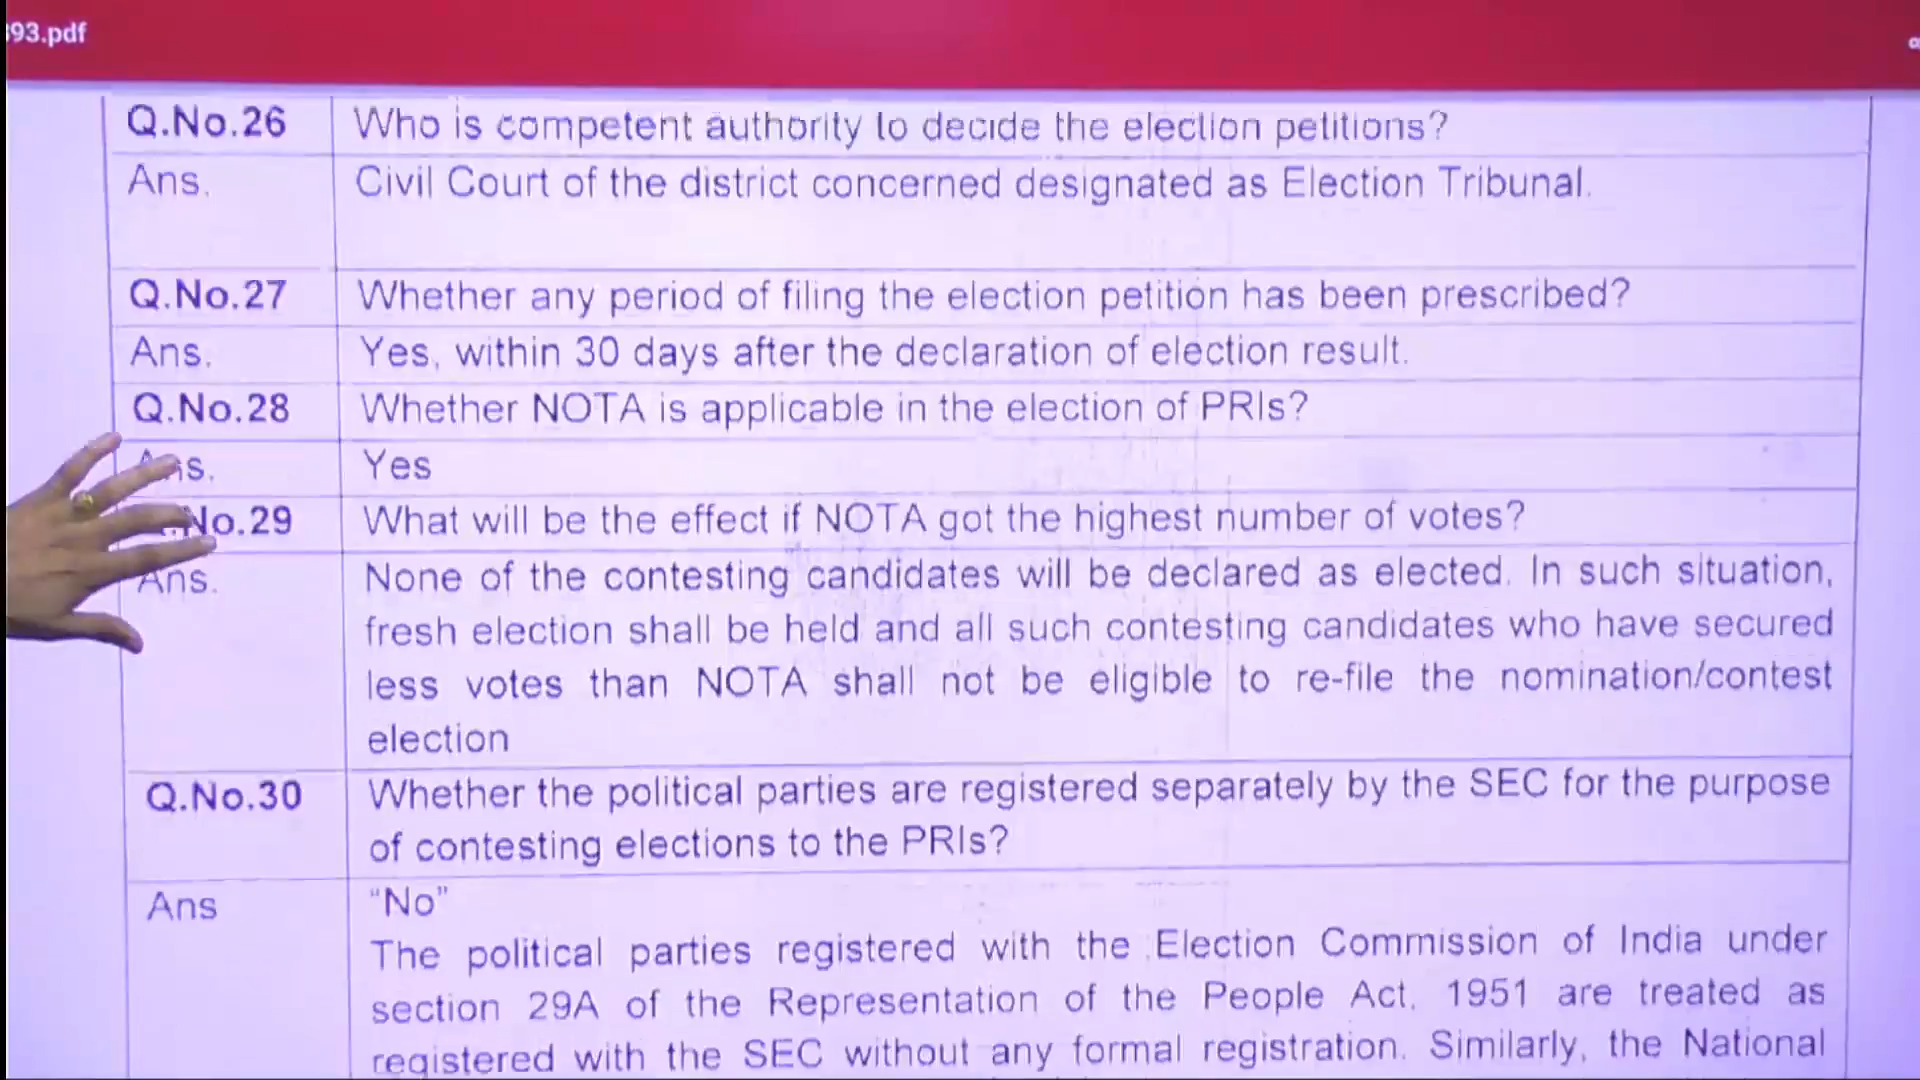 93.pdf
Q.No.26 Who is competent authority to decide the election petitions?
Ans. Civil Court of the district concerned designated as Election Tribunal.
Q.No.27 Whether any period of filing the election petition has been prescribed?
Ans. Yes, within 30 days after the declaration of election result.
Q.No.28 Whether NOTA is applicable in the election of PRIs?
Ans. Yes
No.29 What will be the effect if NOTA got the highest number of votes?
Ans. None of the contesting candidates will be declared as elected. In such situation,
fresh election shall be held and all such contesting candidates who have secured
less votes than NOTA shall not be eligible to re-file the nomination/contest
election
Q.No.30 Whether the political parties are registered separately by the SEC for the purpose
of contesting elections to the PRIs?
Ans "No"
The political parties registered with the Election Commission of India under
section 29A of the Representation of the People Act, 1951 are treated as
registered with the SEC without any formal registration. Similarly, the National